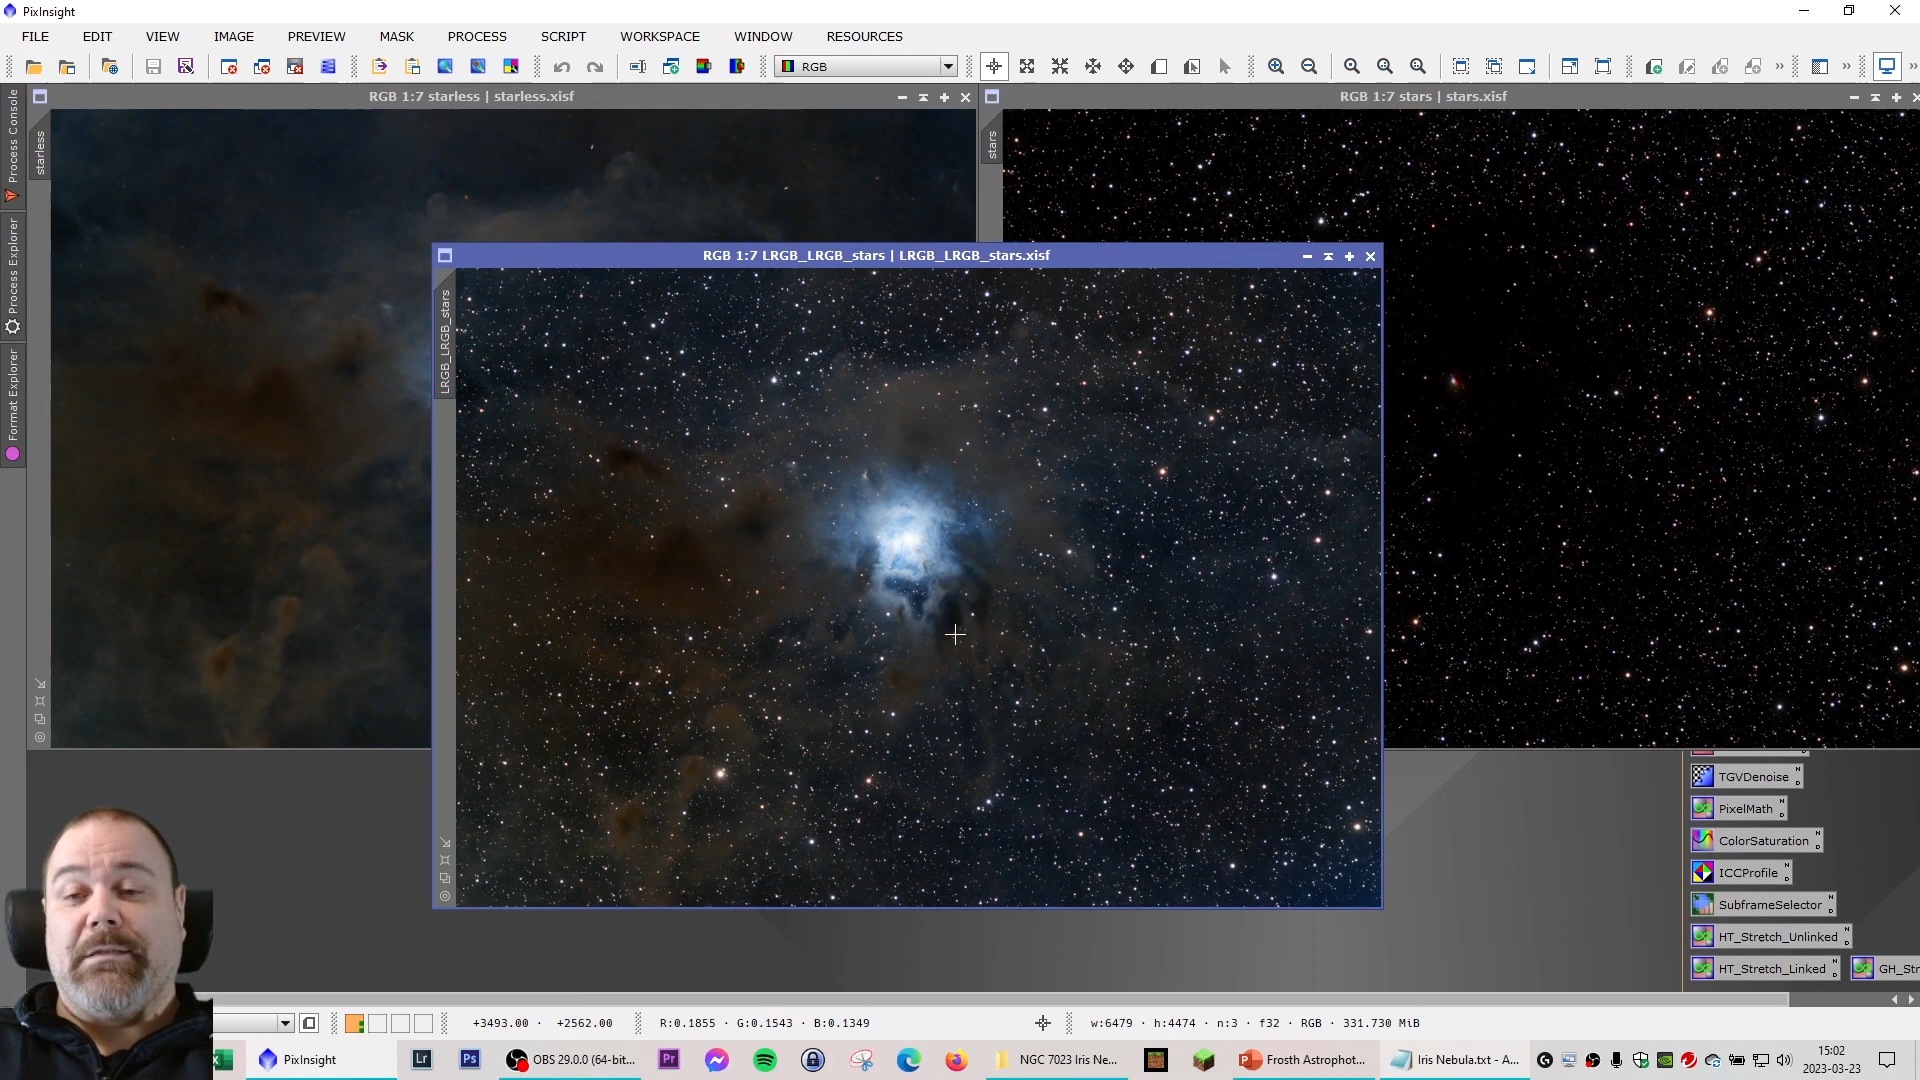 PixInsight
FILE EDIT VIEW IMAGE PREVIEW MASK PROCESS SCRIPT WORKSPACE WINDOW RESOURCES
RGB
RGB 1:7 starless | starless.xisf
RGB 1:7 stars | stars.xisf
Process Console
Process Explorer
Format Explorer
starless
stars
RGB 1:7 LRGB_LRGB_stars | LRGB_LRGB_stars.xisf
LRGB_LRGB_stars
TGVDenoise
PixelMath
ColorSaturation
ICCProfile
SubframeSelector
HT_Stretch_Unlinked
HT_Stretch_Linked GH_Str
+3493.00 · +2562.00 R:0.1855 · G:0.1543 · B:0.1349 w:6479 · h:4474 · n:3 · f32 · RGB · 331.730 MiB
PixInsight Lr Ps OBS 29.0.0 (64-bit... Pr NGC 7023 Iris Ne... Frosth Astrophot... Iris Nebula.txt - A...
15:02
2023-03-23